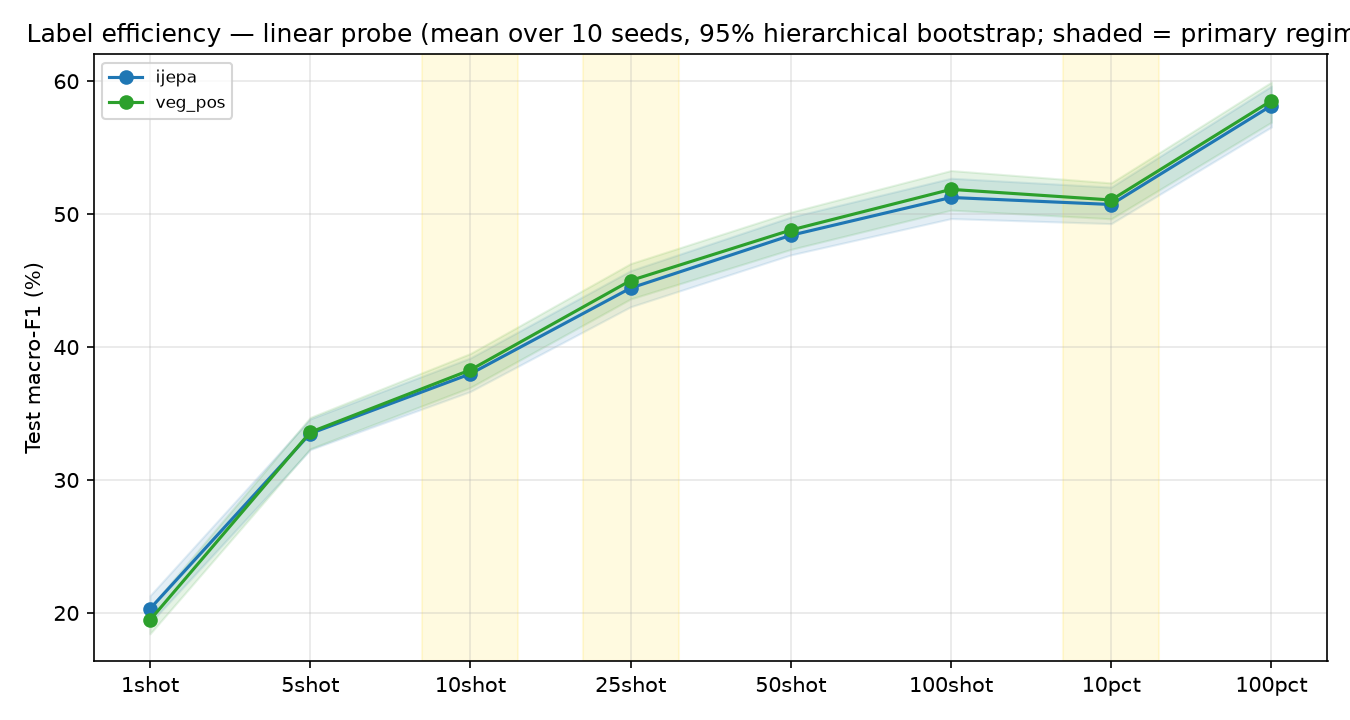 Label efficiency — linear probe (mean over 10 seeds, 95% hierarchical bootstrap; shaded = primary regim
ijepa
veg_pos
Test macro-F1 (%)
60
50
40
30
20
1shot
5shot
10shot
25shot
50shot
100shot
10pct
100pct